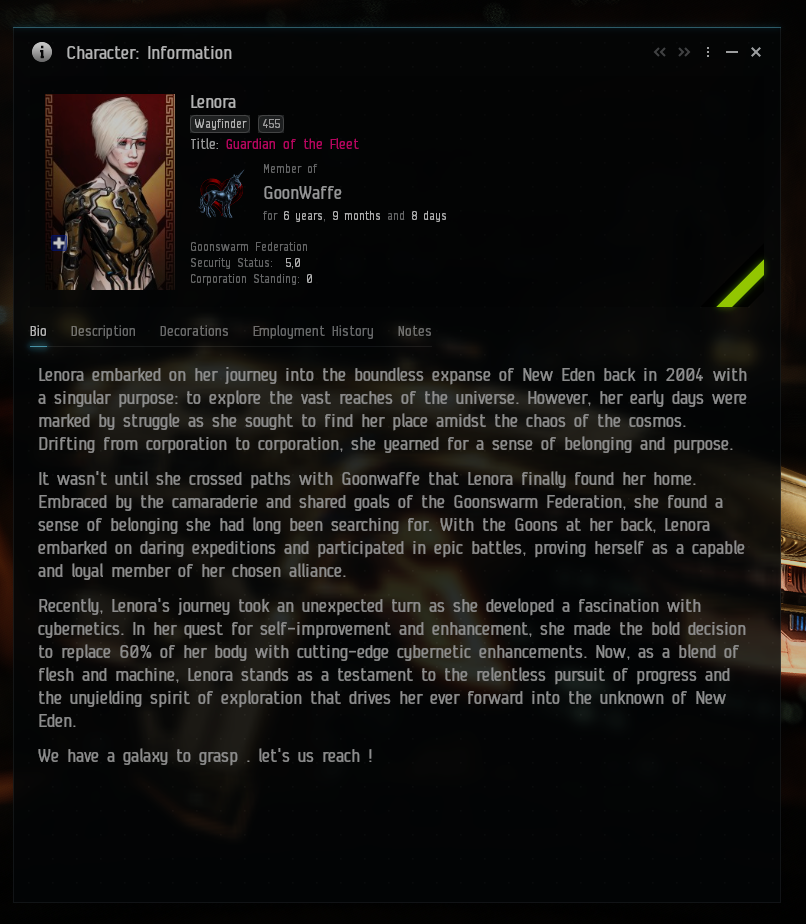 Character: Information
Lenora
Wayfinder 455
Title: Guardian of the Fleet
Member of
GoonWaffe
for 6 years, 9 months and 8 days
Goonswarm Federation
Security Status: 5,0
Corporation Standing: 0
Bio Description Decorations Employment History Notes
Lenora embarked on her journey into the boundless expanse of New Eden back in 2004 with
a singular purpose: to explore the vast reaches of the universe. However, her early days were
marked by struggle as she sought to find her place amidst the chaos of the cosmos.
Drifting from corporation to corporation, she yearned for a sense of belonging and purpose.
It wasn't until she crossed paths with Goonwaffe that Lenora finally found her home.
Embraced by the camaraderie and shared goals of the Goonswarm Federation, she found a
sense of belonging she had long been searching for. With the Goons at her back, Lenora
embarked on daring expeditions and participated in epic battles, proving herself as a capable
and loyal member of her chosen alliance.
Recently, Lenora's journey took an unexpected turn as she developed a fascination with
cybernetics. In her quest for self-improvement and enhancement, she made the bold decision
to replace 60% of her body with cutting-edge cybernetic enhancements. Now, as a blend of
flesh and machine, Lenora stands as a testament to the relentless pursuit of progress and
the unyielding spirit of exploration that drives her ever forward into the unknown of New
Eden.
We have a galaxy to grasp . let's us reach !